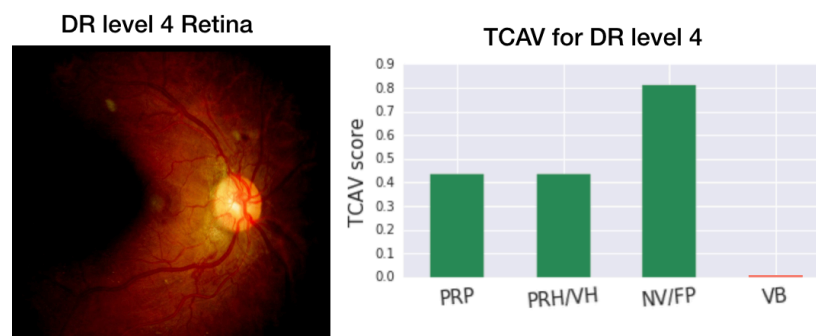 DR level 4 Retina
TCAV for DR level 4
TCAV score
0.9
0.8
0.7
0.6
0.5
0.4
0.3
0.2
0.1
0.0
PRP
PRH/VH
NV/FP
VB